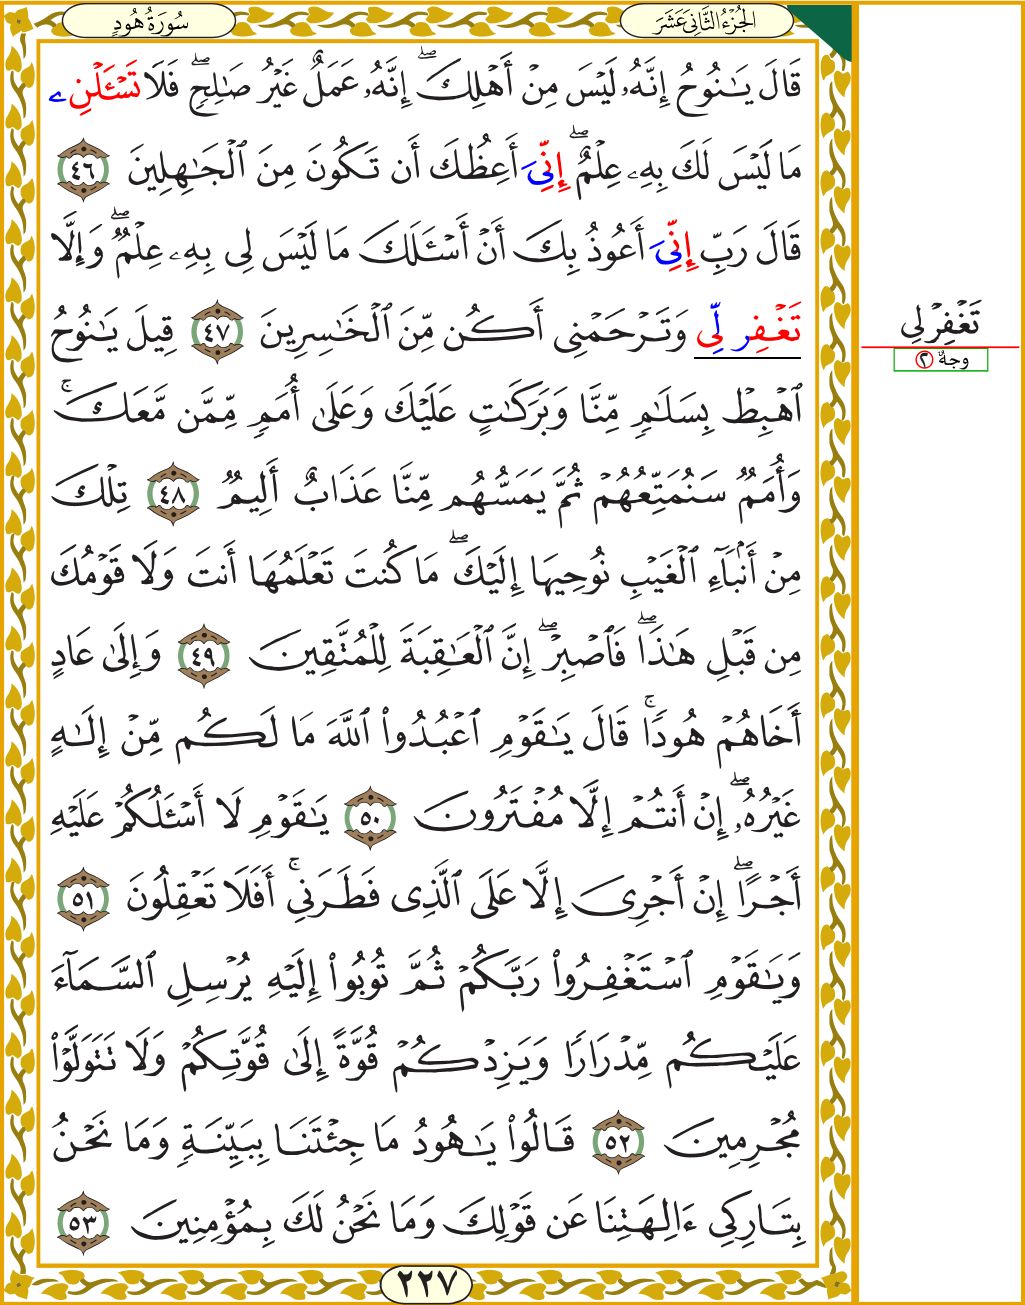 الجُزْءُ الثَّانِي عَشَرَ
سُورَةُ هُودٍ
قَالَ يَـٰنُوحُ إِنَّهُۥ لَيْسَ مِنْ أَهْلِكَ ۖ إِنَّهُۥ عَمَلٌ غَيْرُ صَـٰلِحٍ ۖ فَلَا تَسْـَٔلْنِۦ
مَا لَيْسَ لَكَ بِهِۦ عِلْمٌ ۖ إِنِّىَ أَعِظُكَ أَن تَكُونَ مِنَ ٱلْجَـٰهِلِينَ ٤٦
قَالَ رَبِّ إِنِّىَ أَعُوذُ بِكَ أَنْ أَسْـَٔلَكَ مَا لَيْسَ لِى بِهِۦ عِلْمٌ ۖ وَإِلَّا
تَغْفِر لِّى وَتَرْحَمْنِى أَكُن مِّنَ ٱلْخَـٰسِرِينَ ٤٧ قِيلَ يَـٰنُوحُ
ٱهْبِطْ بِسَلَـٰمٍ مِّنَّا وَبَرَكَـٰتٍ عَلَيْكَ وَعَلَىٰ أُمَمٍ مِّمَّن مَّعَكَ ۚ
وَأُمَمٌ سَنُمَتِّعُهُمْ ثُمَّ يَمَسُّهُم مِّنَّا عَذَابٌ أَلِيمٌ ٤٨ تِلْكَ
مِنْ أَنۢبَآءِ ٱلْغَيْبِ نُوحِيهَا إِلَيْكَ ۖ مَا كُنتَ تَعْلَمُهَا أَنتَ وَلَا قَوْمُكَ
مِن قَبْلِ هَـٰذَا ۖ فَٱصْبِرْ ۖ إِنَّ ٱلْعَـٰقِبَةَ لِلْمُتَّقِينَ ٤٩ وَإِلَىٰ عَادٍ
أَخَاهُمْ هُودًا ۚ قَالَ يَـٰقَوْمِ ٱعْبُدُوا۟ ٱللَّهَ مَا لَكُم مِّنْ إِلَـٰهٍ
غَيْرُهُۥ ۖ إِنْ أَنتُمْ إِلَّا مُفْتَرُونَ ٥٠ يَـٰقَوْمِ لَا أَسْـَٔلُكُمْ عَلَيْهِ
أَجْرًا ۖ إِنْ أَجْرِىَ إِلَّا عَلَى ٱلَّذِى فَطَرَنِى ۚ أَفَلَا تَعْقِلُونَ ٥١
وَيَـٰقَوْمِ ٱسْتَغْفِرُوا۟ رَبَّكُمْ ثُمَّ تُوبُوا۟ إِلَيْهِ يُرْسِلِ ٱلسَّمَآءَ
عَلَيْكُم مِّدْرَارًا وَيَزِدْكُمْ قُوَّةً إِلَىٰ قُوَّتِكُمْ وَلَا تَتَوَلَّوْا۟
مُجْرِمِينَ ٥٢ قَالُوا۟ يَـٰهُودُ مَا جِئْتَنَا بِبَيِّنَةٍ وَمَا نَحْنُ
بِتَارِكِى ءَالِهَتِنَا عَن قَوْلِكَ وَمَا نَحْنُ لَكَ بِمُؤْمِنِينَ ٥٣
٢٢٧
تَغْفِرْ لِى
وجهٌ ٢